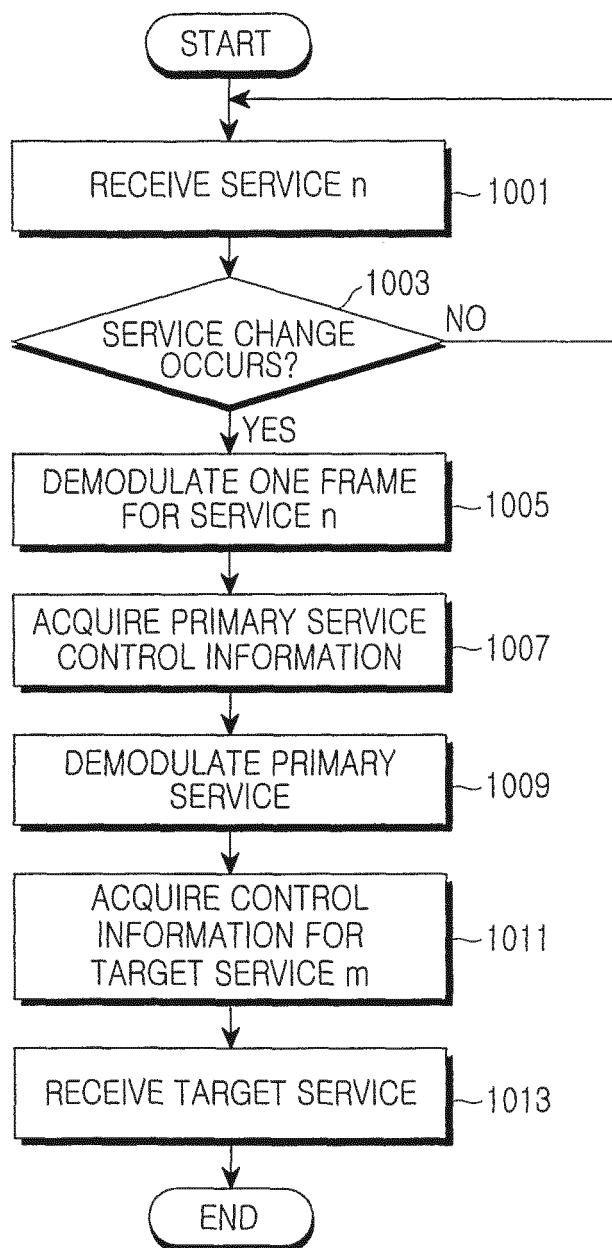 START
RECEIVE SERVICE n
1001
1003
SERVICE CHANGE
OCCURS?
NO
YES
DEMODULATE ONE FRAME
FOR SERVICE n
1005
ACQUIRE PRIMARY SERVICE
CONTROL INFORMATION
1007
DEMODULATE PRIMARY
SERVICE
1009
ACQUIRE CONTROL
INFORMATION FOR
TARGET SERVICE m
1011
RECEIVE TARGET SERVICE
1013
END